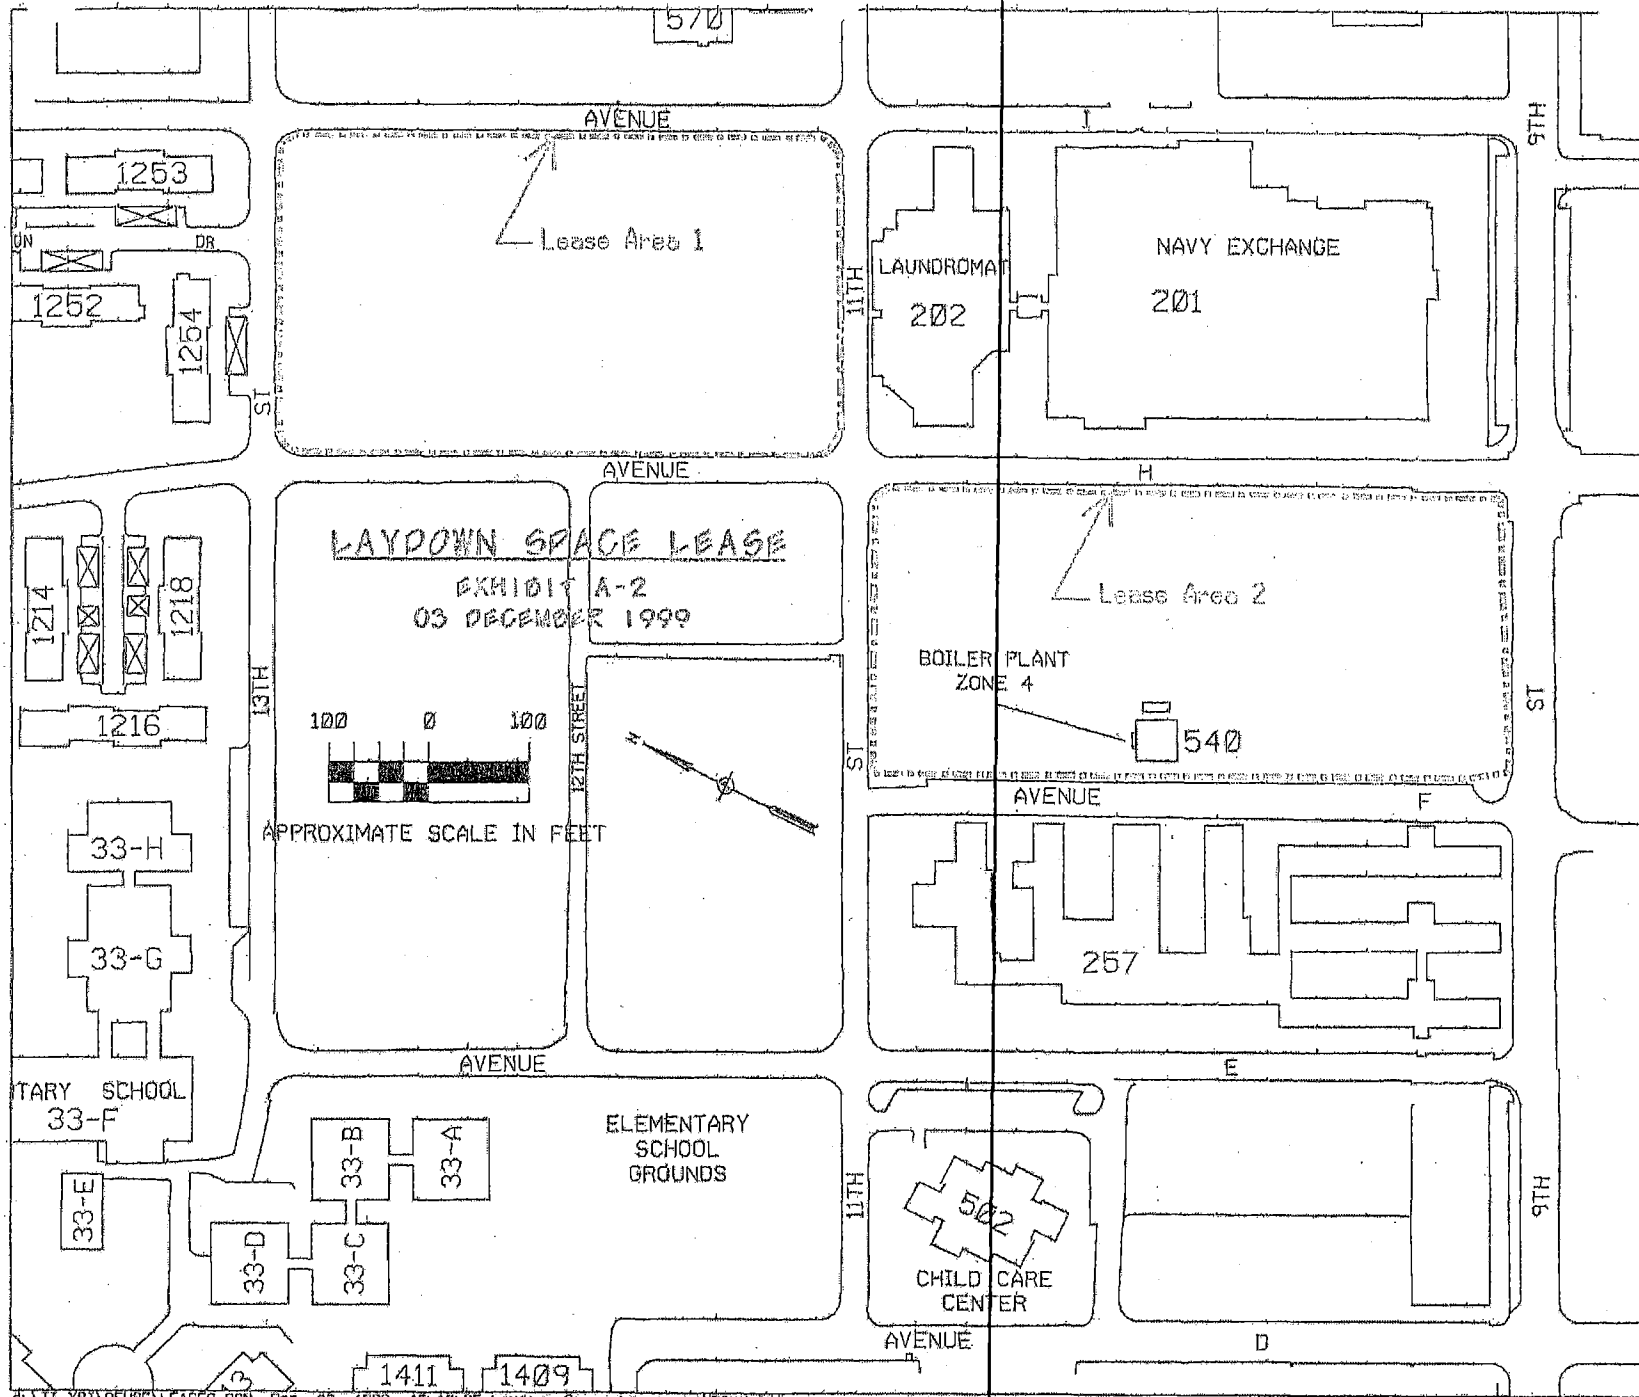 570
AVENUE I
9TH
1253
DR
1252
1254
ST
Lease Area 1
11TH
LAUNDROMAT
202
NAVY EXCHANGE
201
AVENUE H
LAYDOWN SPACE LEASE
EXHIBIT A-2
03 DECEMBER 1999
Lease Area 2
1214
1218
1216
13TH
100 0 100
12TH STREET
APPROXIMATE SCALE IN FEET
N
BOILER PLANT
ZONE 4
540
ST
ST
AVENUE F
33-H
33-G
257
AVENUE E
TARY SCHOOL
33-F
33-E
33-B
33-A
33-D
33-C
ELEMENTARY
SCHOOL
GROUNDS
11TH
502
CHILD CARE
CENTER
9TH
AVENUE D
1411
1409